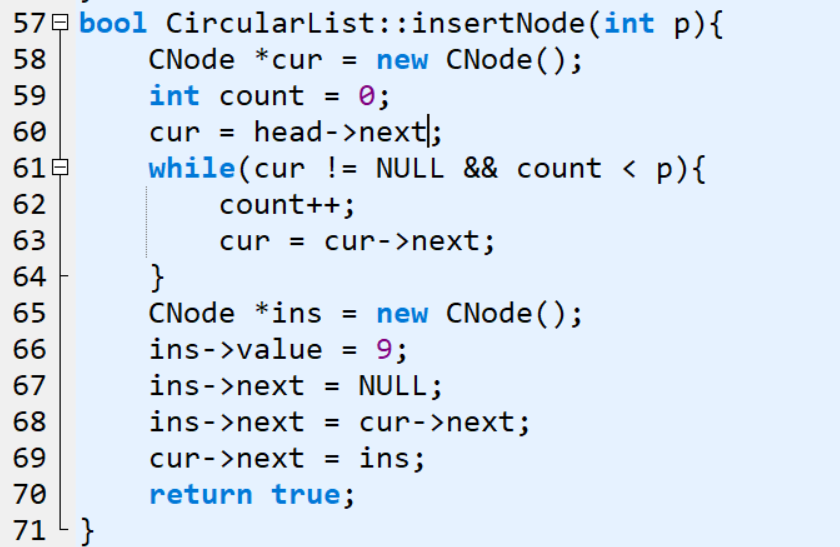 57 bool CircularList::insertNode(int p){
58     CNode *cur = new CNode();
59     int count = 0;
60     cur = head->next;
61     while(cur != NULL && count < p){
62         count++;
63         cur = cur->next;
64     }
65     CNode *ins = new CNode();
66     ins->value = 9;
67     ins->next = NULL;
68     ins->next = cur->next;
69     cur->next = ins;
70     return true;
71 }